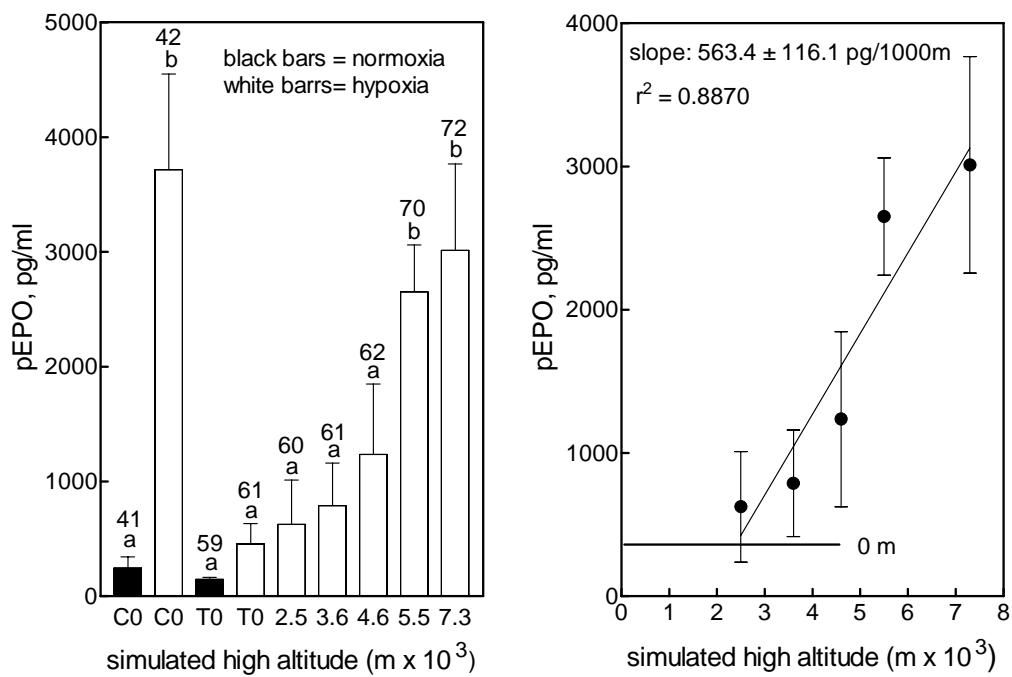 5000
4000
3000
2000
1000
0
pEPO, pg/ml
black bars = normoxia
white barrs= hypoxia
41
a
42
b
59
a
61
a
60
a
61
a
62
a
70
b
72
b
C0 C0 T0 T0 2.5 3.6 4.6 5.5 7.3
simulated high altitude (m x 10³)
4000
3000
2000
1000
0
pEPO, pg/ml
slope: 563.4 ± 116.1 pg/1000m
r² = 0.8870
0 m
0 1 2 3 4 5 6 7 8
simulated high altitude (m x 10³)